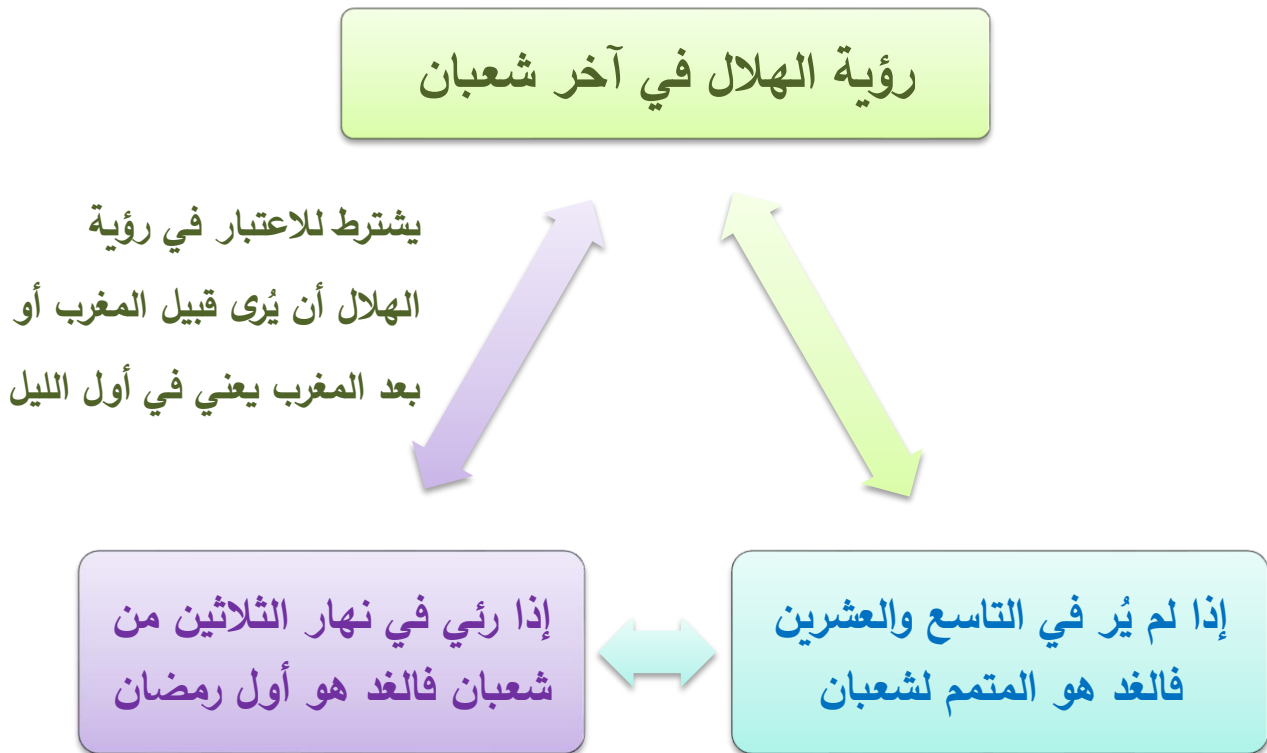 رؤية الهلال في آخر شعبان
يشترط للاعتبار في رؤية
الهلال أن يُرى قبيل المغرب أو
بعد المغرب يعني في أول الليل
إذا لم يُر في التاسع والعشرين
فالغد هو المتمم لشعبان
إذا رئي في نهار الثلاثين من
شعبان فالغد هو أول رمضان